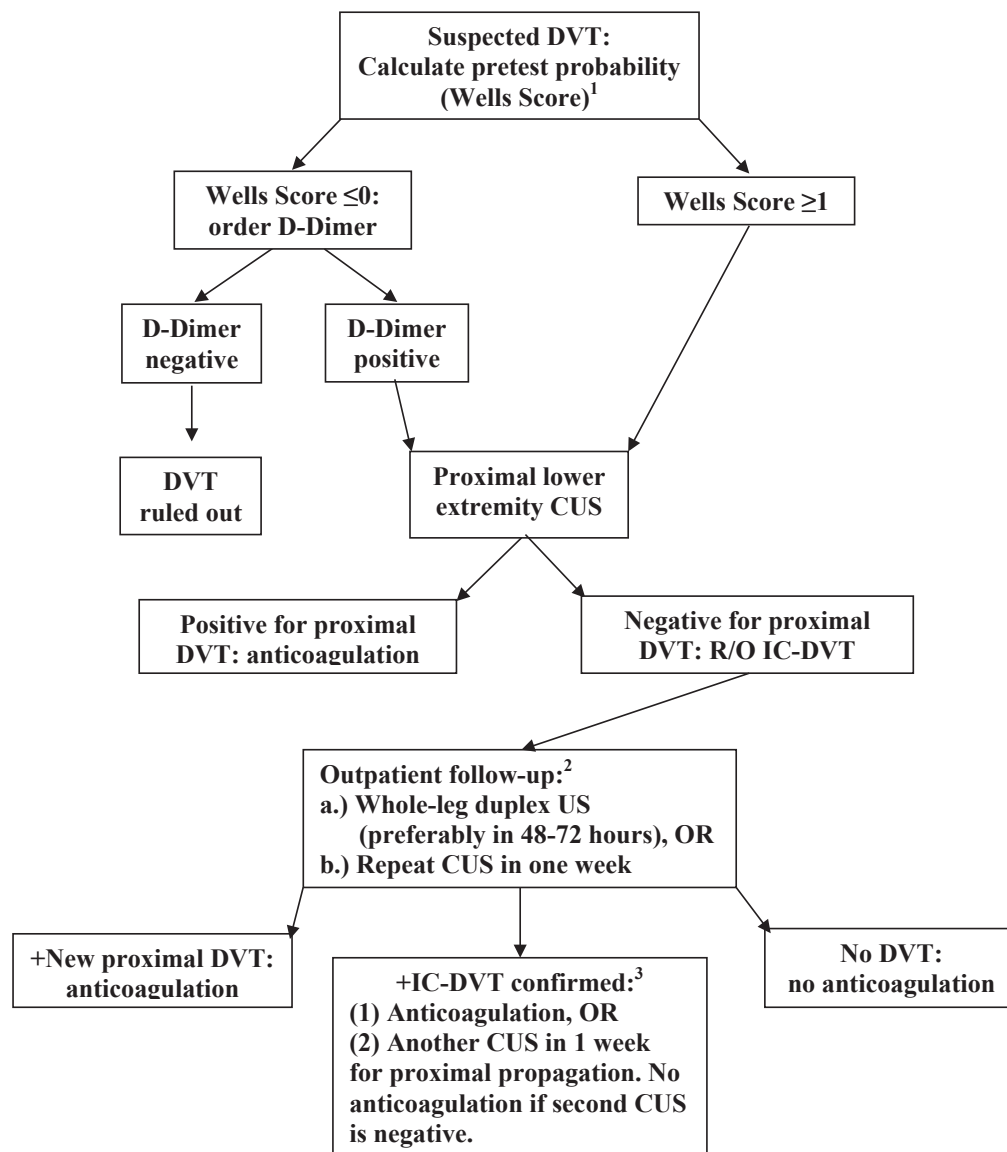 Suspected DVT:
Calculate pretest probability
(Wells Score)¹
Wells Score ≤0:
order D-Dimer
Wells Score ≥1
D-Dimer
negative
D-Dimer
positive
DVT
ruled out
Proximal lower
extremity CUS
Positive for proximal
DVT: anticoagulation
Negative for proximal
DVT: R/O IC-DVT
Outpatient follow-up:²
a.) Whole-leg duplex US
(preferably in 48-72 hours), OR
b.) Repeat CUS in one week
+New proximal DVT:
anticoagulation
+IC-DVT confirmed:³
(1) Anticoagulation, OR
(2) Another CUS in 1 week
for proximal propagation. No
anticoagulation if second CUS
is negative.
No DVT:
no anticoagulation